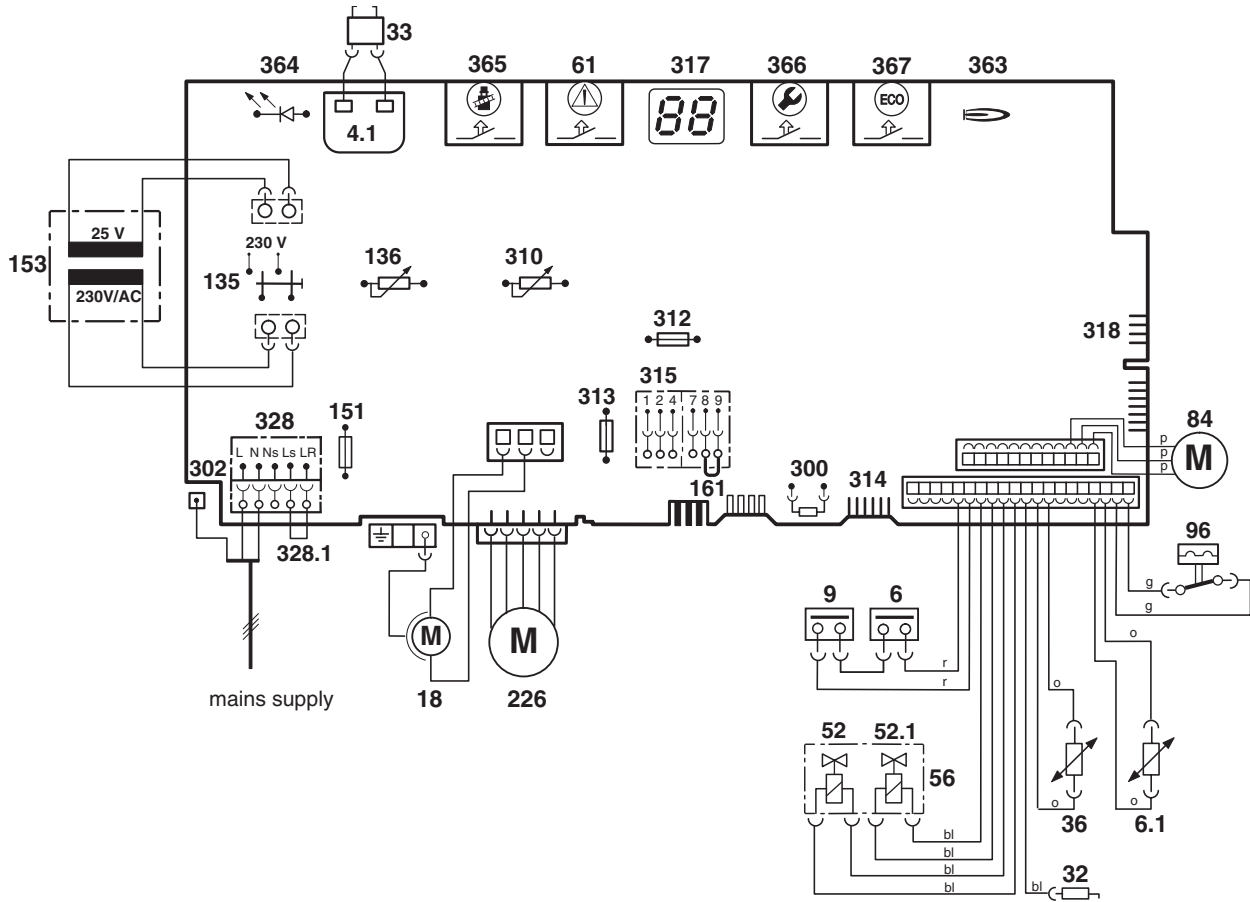 33
364
365
61
317
366
367
363
ECO
88
4.1
25 V
153
230 V
230V/AC
135
136
310
312
318
315
313
1 2 4 7 8 9
151
328
L N Ns Ls LR
302
84
p
p
p
M
161
300
314
328.1
96
g
g
9
6
r
r
o
M
M
mains supply
18
226
o
52
52.1
56
36
6.1
o
o
bl
bl
bl
bl
bl
32